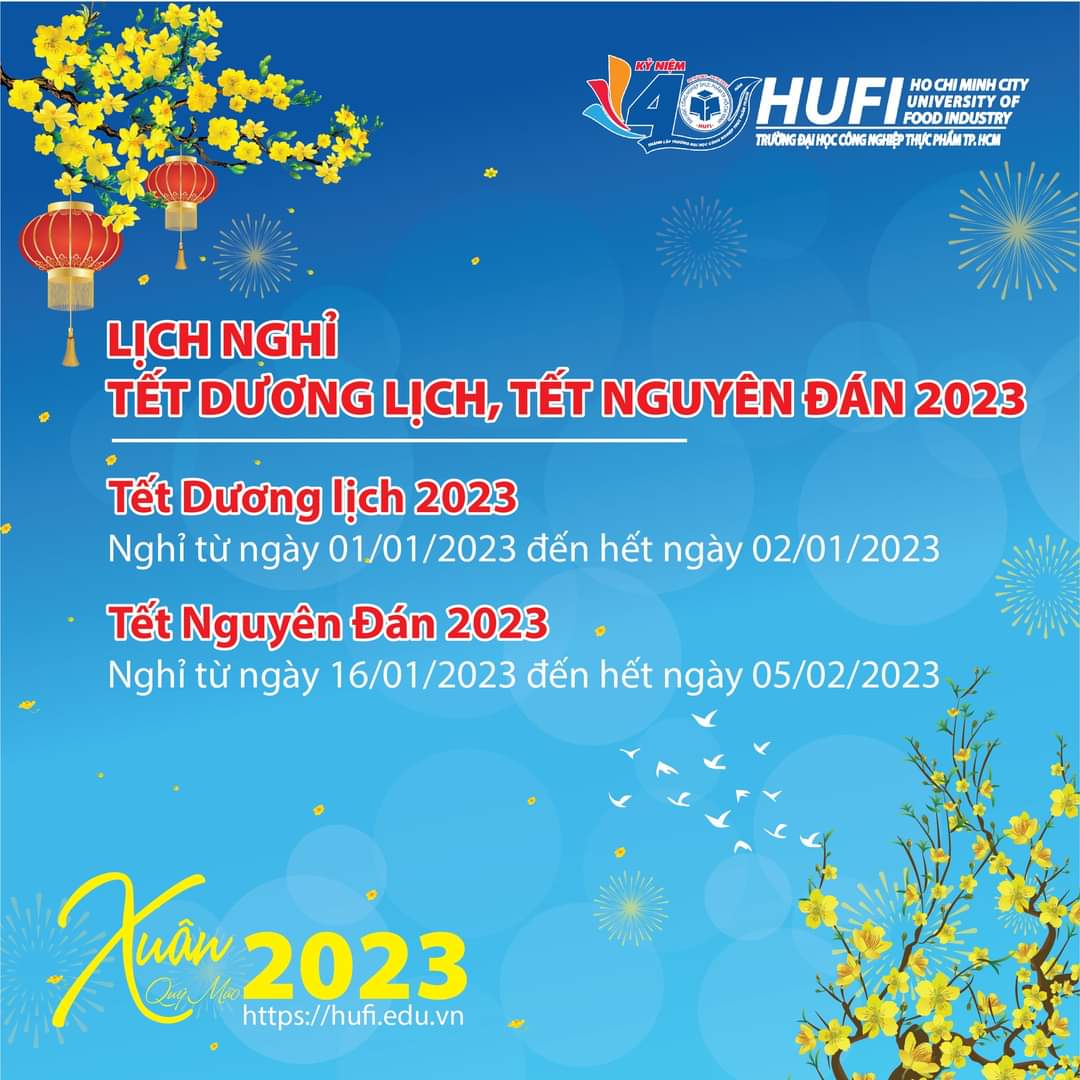 KỶ NIỆM
40
HUFI
HUFI
HO CHI MINH CITY
UNIVERSITY OF
FOOD INDUSTRY
TRƯỜNG ĐẠI HỌC CÔNG NGHIỆP THỰC PHẨM TP. HCM
LỊCH NGHỈ
TẾT DƯƠNG LỊCH, TẾT NGUYÊN ĐÁN 2023
Tết Dương lịch 2023
Nghỉ từ ngày 01/01/2023 đến hết ngày 02/01/2023
Tết Nguyên Đán 2023
Nghỉ từ ngày 16/01/2023 đến hết ngày 05/02/2023
Xuân
Quý Mão
2023
https://hufi.edu.vn